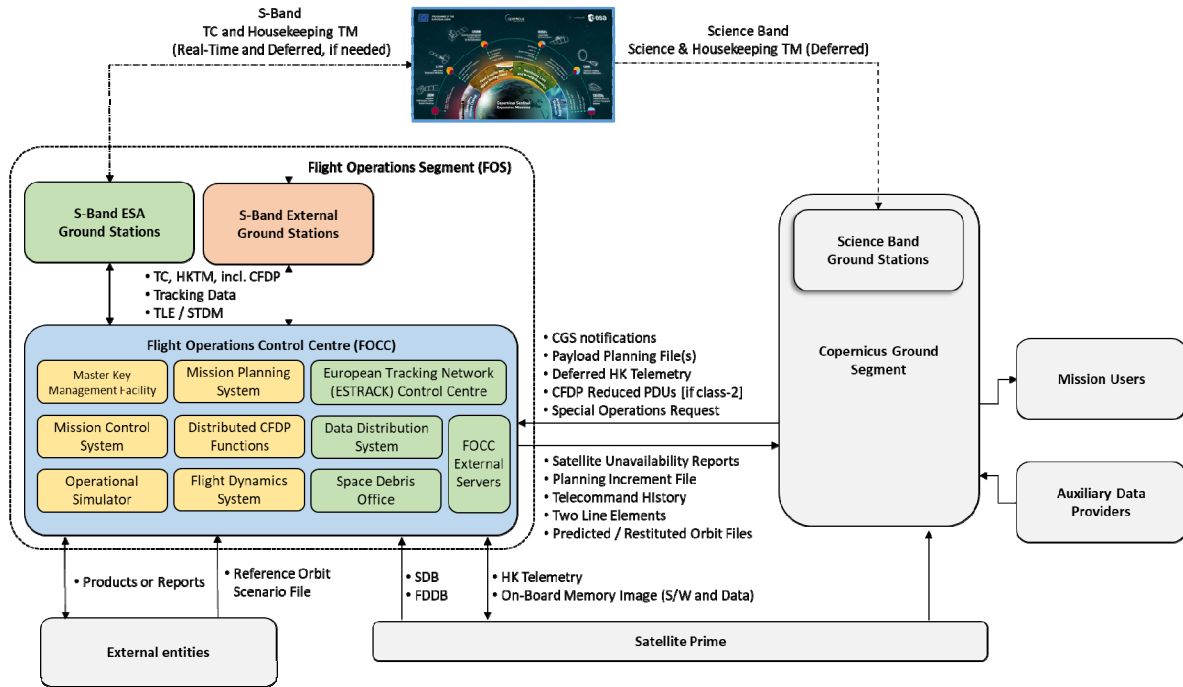 S-Band
TC and Housekeeping TM
(Real-Time and Deferred, if needed)
esa
Copernicus Sentinel
Expansion Missions
Science Band
Science & Housekeeping TM (Deferred)
Flight Operations Segment (FOS)
S-Band ESA
Ground Stations
S-Band External
Ground Stations
• TC, HKTM, incl. CFDP
• Tracking Data
• TLE / STDM
Flight Operations Control Centre (FOCC)
Master Key
Management Facility
Mission Planning
System
European Tracking Network
(ESTRACK) Control Centre
Mission Control
System
Distributed CFDP
Functions
Data Distribution
System
FOCC
External
Servers
Operational
Simulator
Flight Dynamics
System
Space Debris
Office
• CGS notifications
• Payload Planning File(s)
• Deferred HK Telemetry
• CFDP Reduced PDUs [if class-2]
• Special Operations Request
• Satellite Unavailability Reports
• Planning Increment File
• Telecommand History
• Two Line Elements
• Predicted / Restituted Orbit Files
Science Band
Ground Stations
Copernicus Ground
Segment
Mission Users
Auxiliary Data
Providers
• Products or Reports
• Reference Orbit
Scenario File
• SDB
• FDDB
• HK Telemetry
• On-Board Memory Image (S/W and Data)
External entities
Satellite Prime